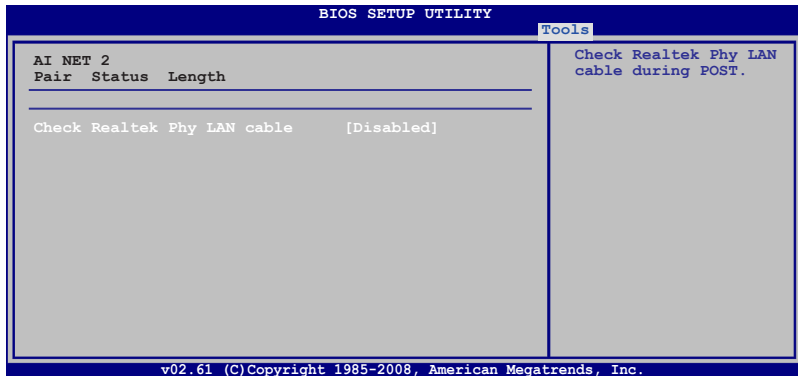 BIOS SETUP UTILITY
Tools
AI NET 2
Pair Status Length
Check Realtek Phy LAN cable [Disabled]
Check Realtek Phy LAN
cable during POST.
v02.61 (C)Copyright 1985-2008, American Megatrends, Inc.